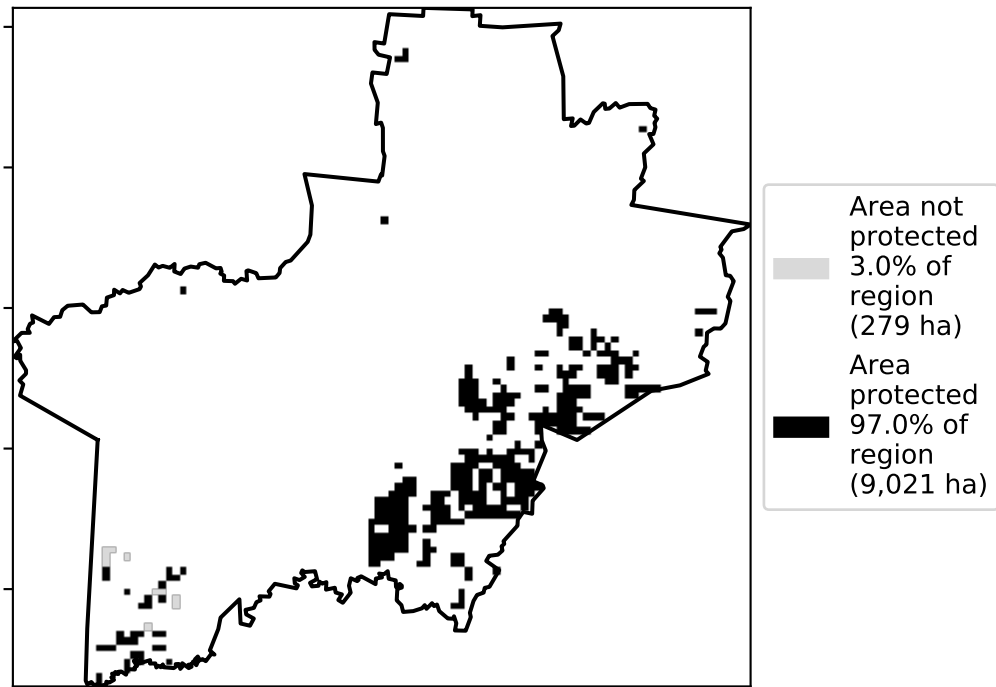 Area not
protected
3.0% of
region
(279 ha)
Area
protected
97.0% of
region
(9,021 ha)